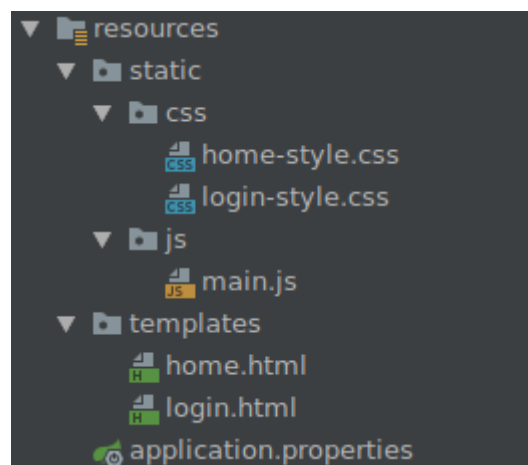 resources
static
css
home-style.css
login-style.css
js
main.js
templates
home.html
login.html
application.properties